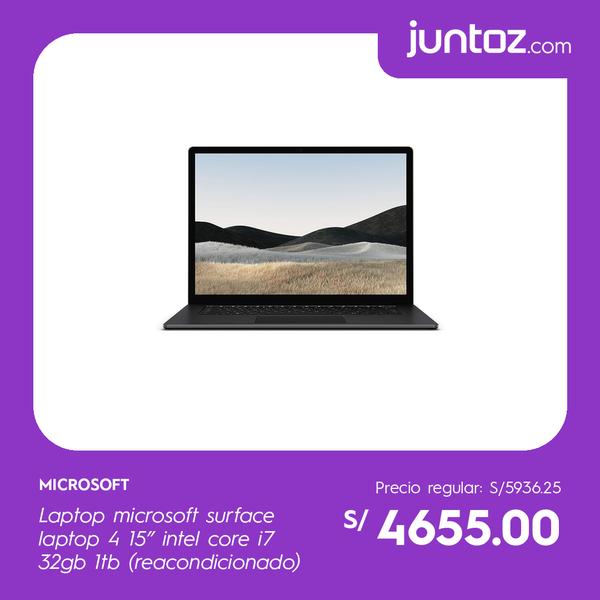 juntoz.com
MICROSOFT
Laptop microsoft surface
laptop 4 15" intel core i7
32gb 1tb (reacondicionado)
Precio regular: S/5936.25
S/ 4655.00